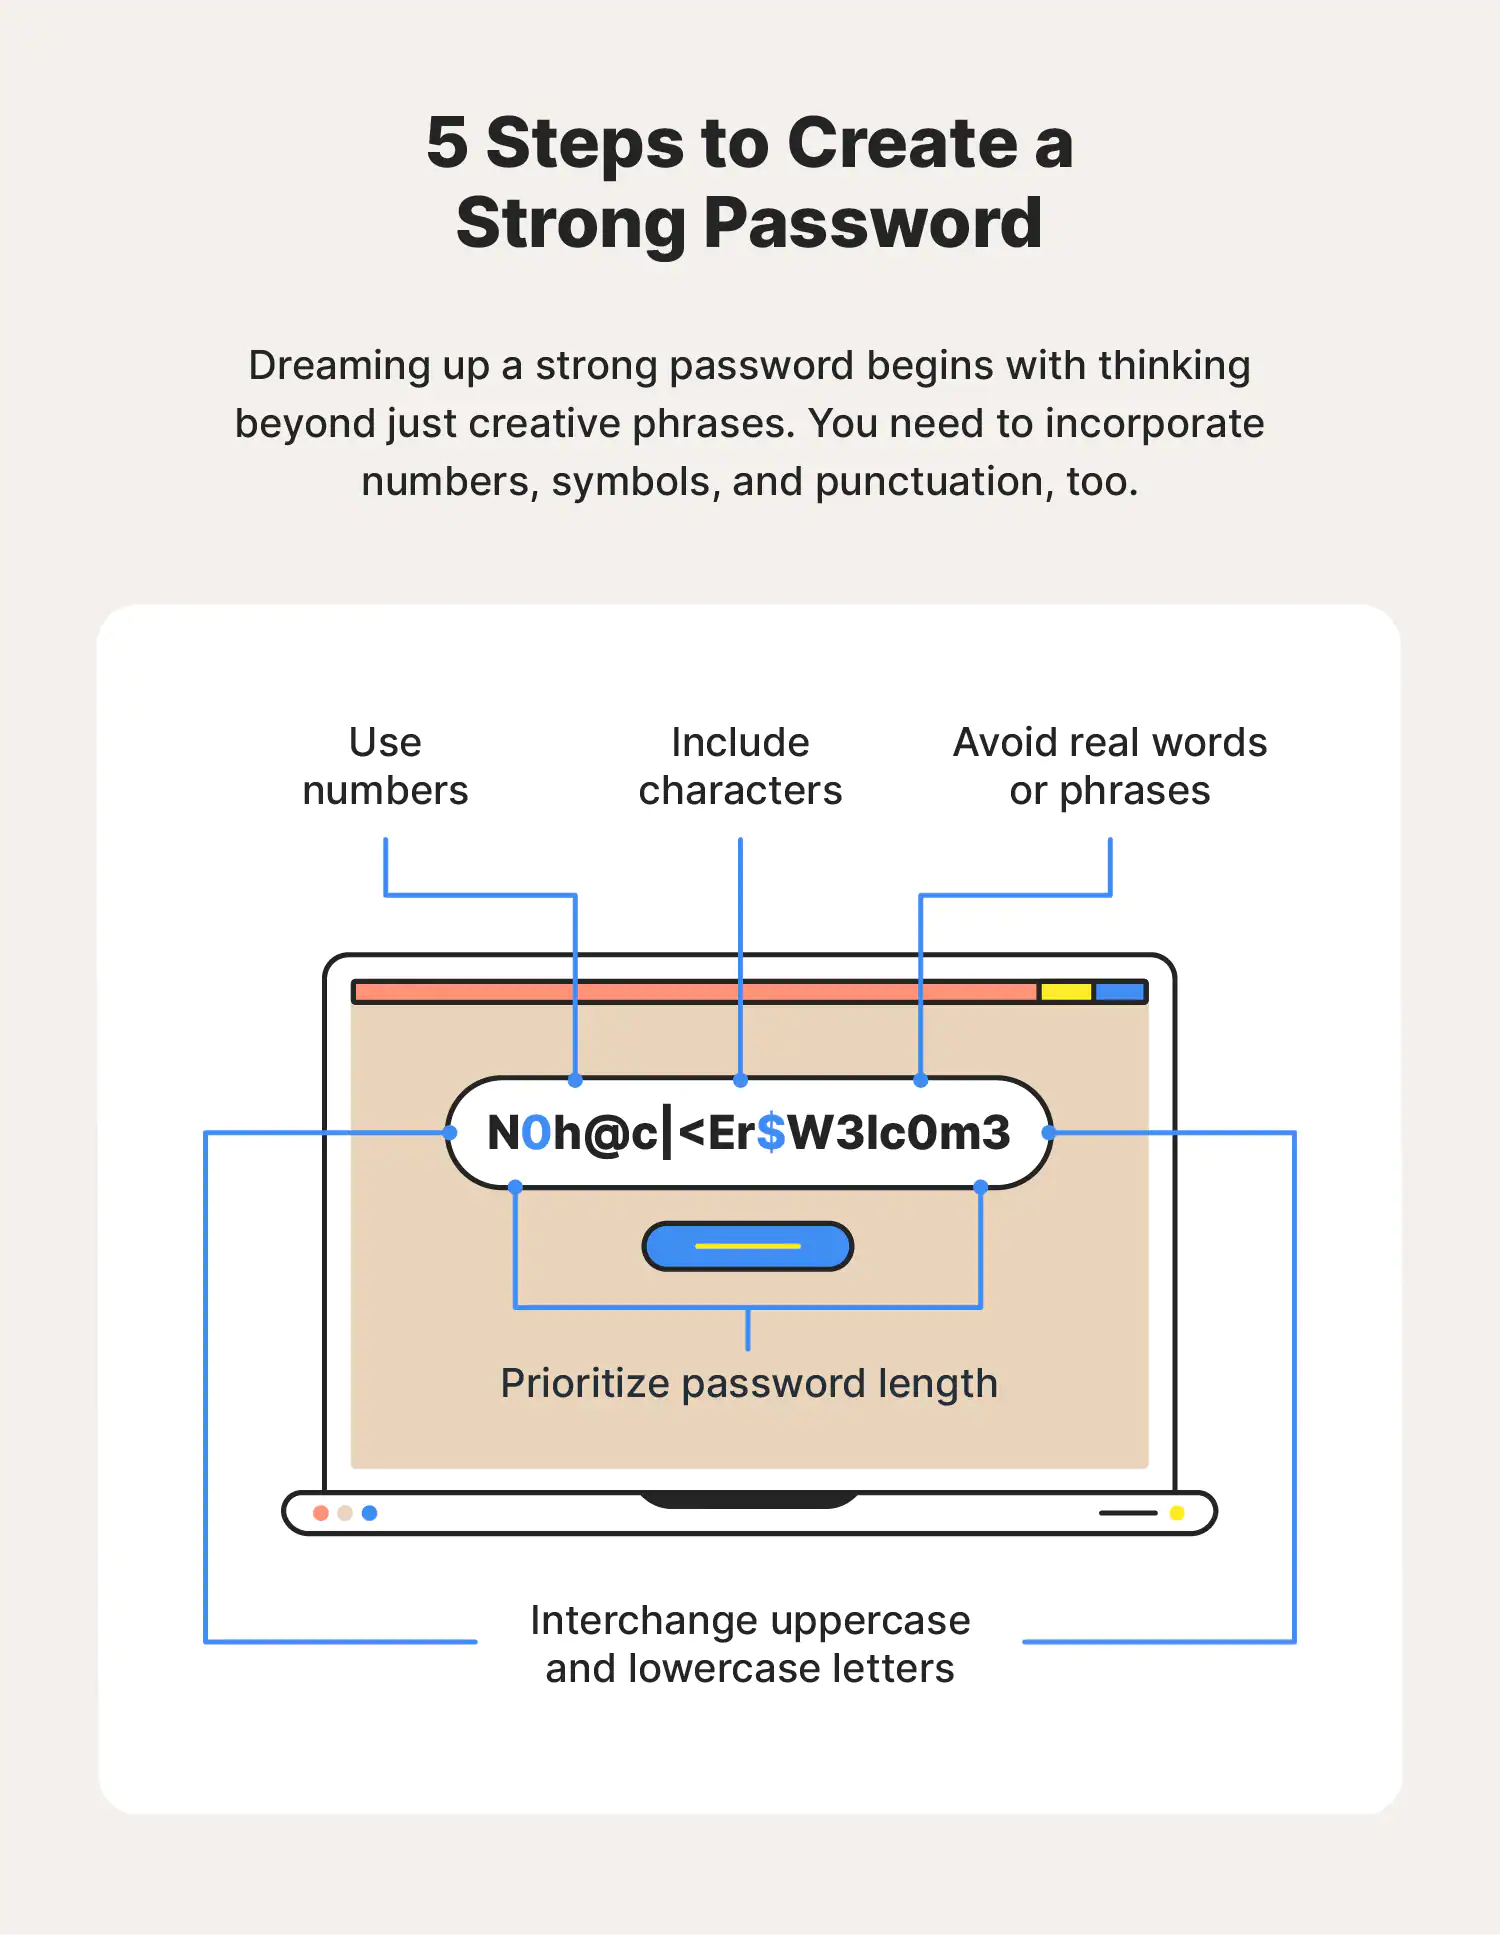 5 Steps to Create a
Strong Password
Dreaming up a strong password begins with thinking
beyond just creative phrases. You need to incorporate
numbers, symbols, and punctuation, too.
Use
numbers
Include
characters
Avoid real words
or phrases
N0h@c|<Er$W3lc0m3
Prioritize password length
Interchange uppercase
and lowercase letters